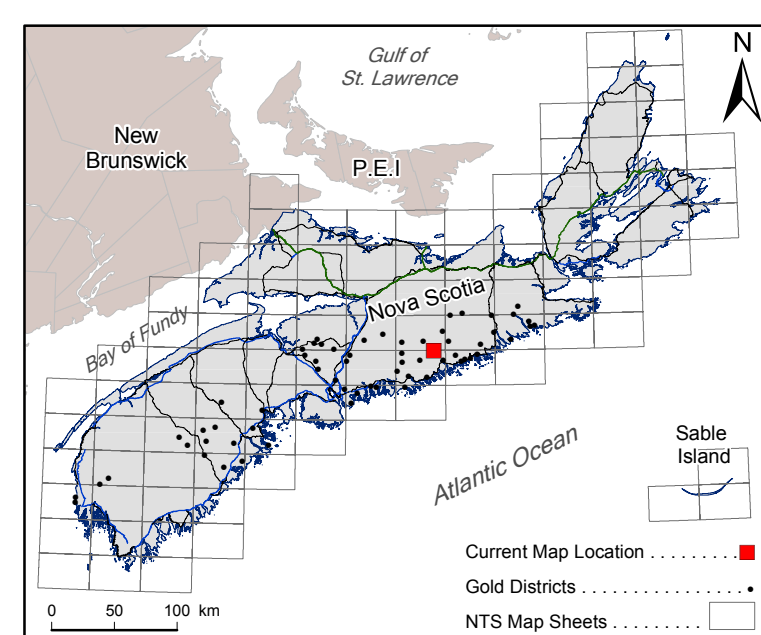 Gulf of
St. Lawrence
N
New
Brunswick
P.E.I
Nova Scotia
Bay of Fundy
Atlantic Ocean
Sable
Island
Current Map Location . . . . . . . . .
Gold Districts . . . . . . . . . . . . . . . .
NTS Map Sheets . . . . . . . . .
0 50 100 km